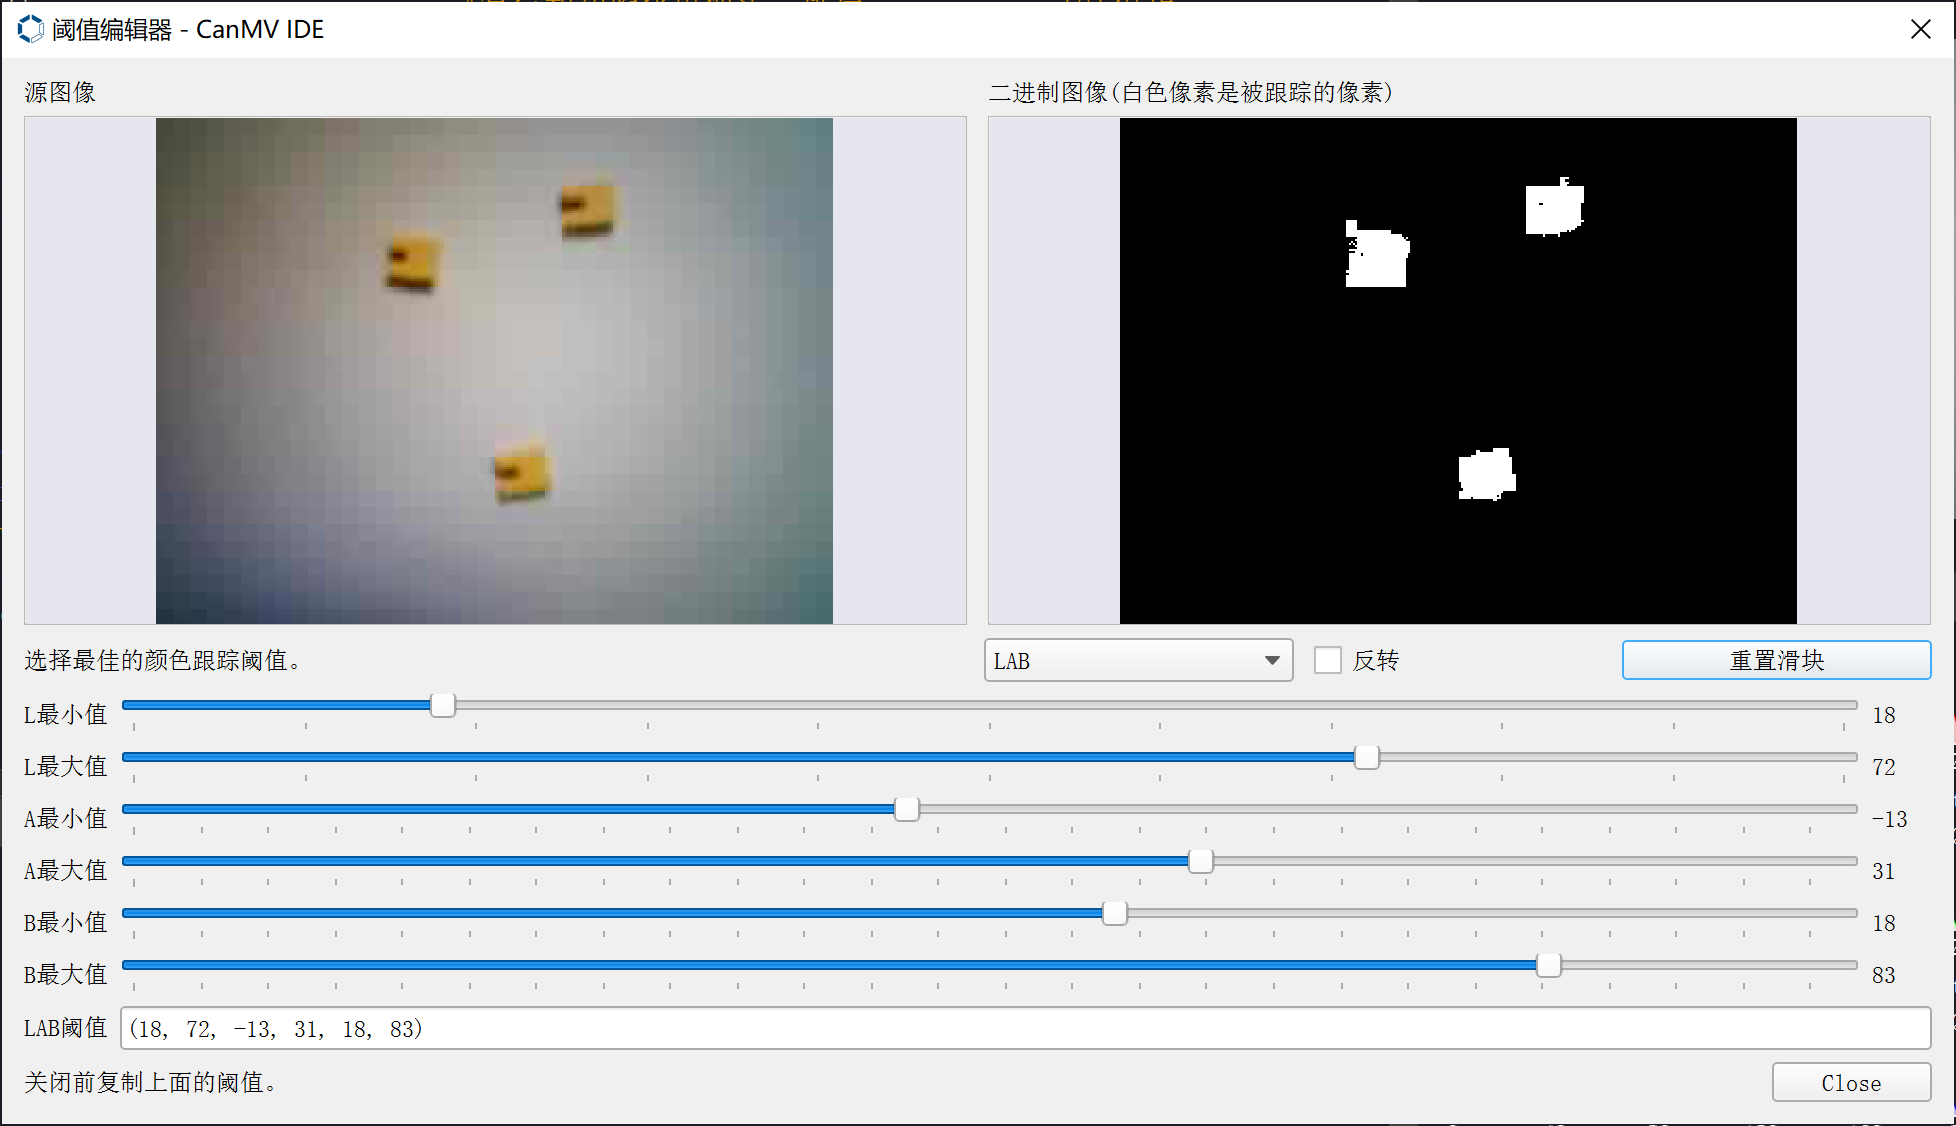 阈值编辑器 - CanMV IDE
源图像
二进制图像(白色像素是被跟踪的像素)
选择最佳的颜色跟踪阈值。
LAB
反转
重置滑块
L最小值 18
L最大值 72
A最小值 -13
A最大值 31
B最小值 18
B最大值 83
LAB阈值 (18, 72, -13, 31, 18, 83)
关闭前复制上面的阈值。
Close